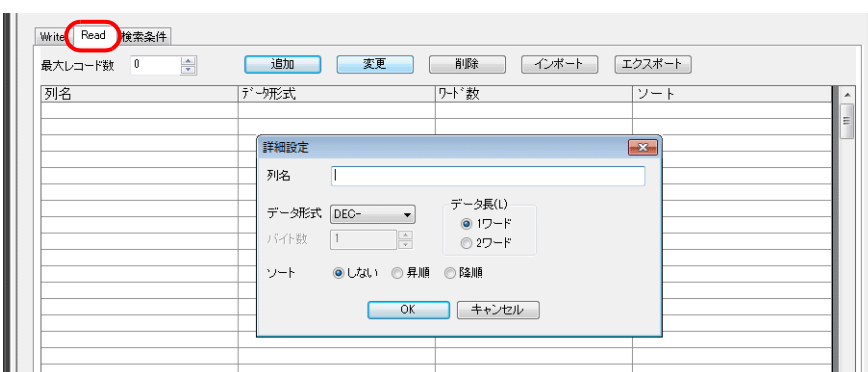 Write Read 検索条件
最大レコード数 0 追加 変更 削除 インポート エクスポート
列名 データ形式 ワード数 ソート
詳細設定
列名
データ形式 DEC- データ長(L)
1ワード
バイト数 1 2ワード
ソート しない 昇順 降順
OK キャンセル